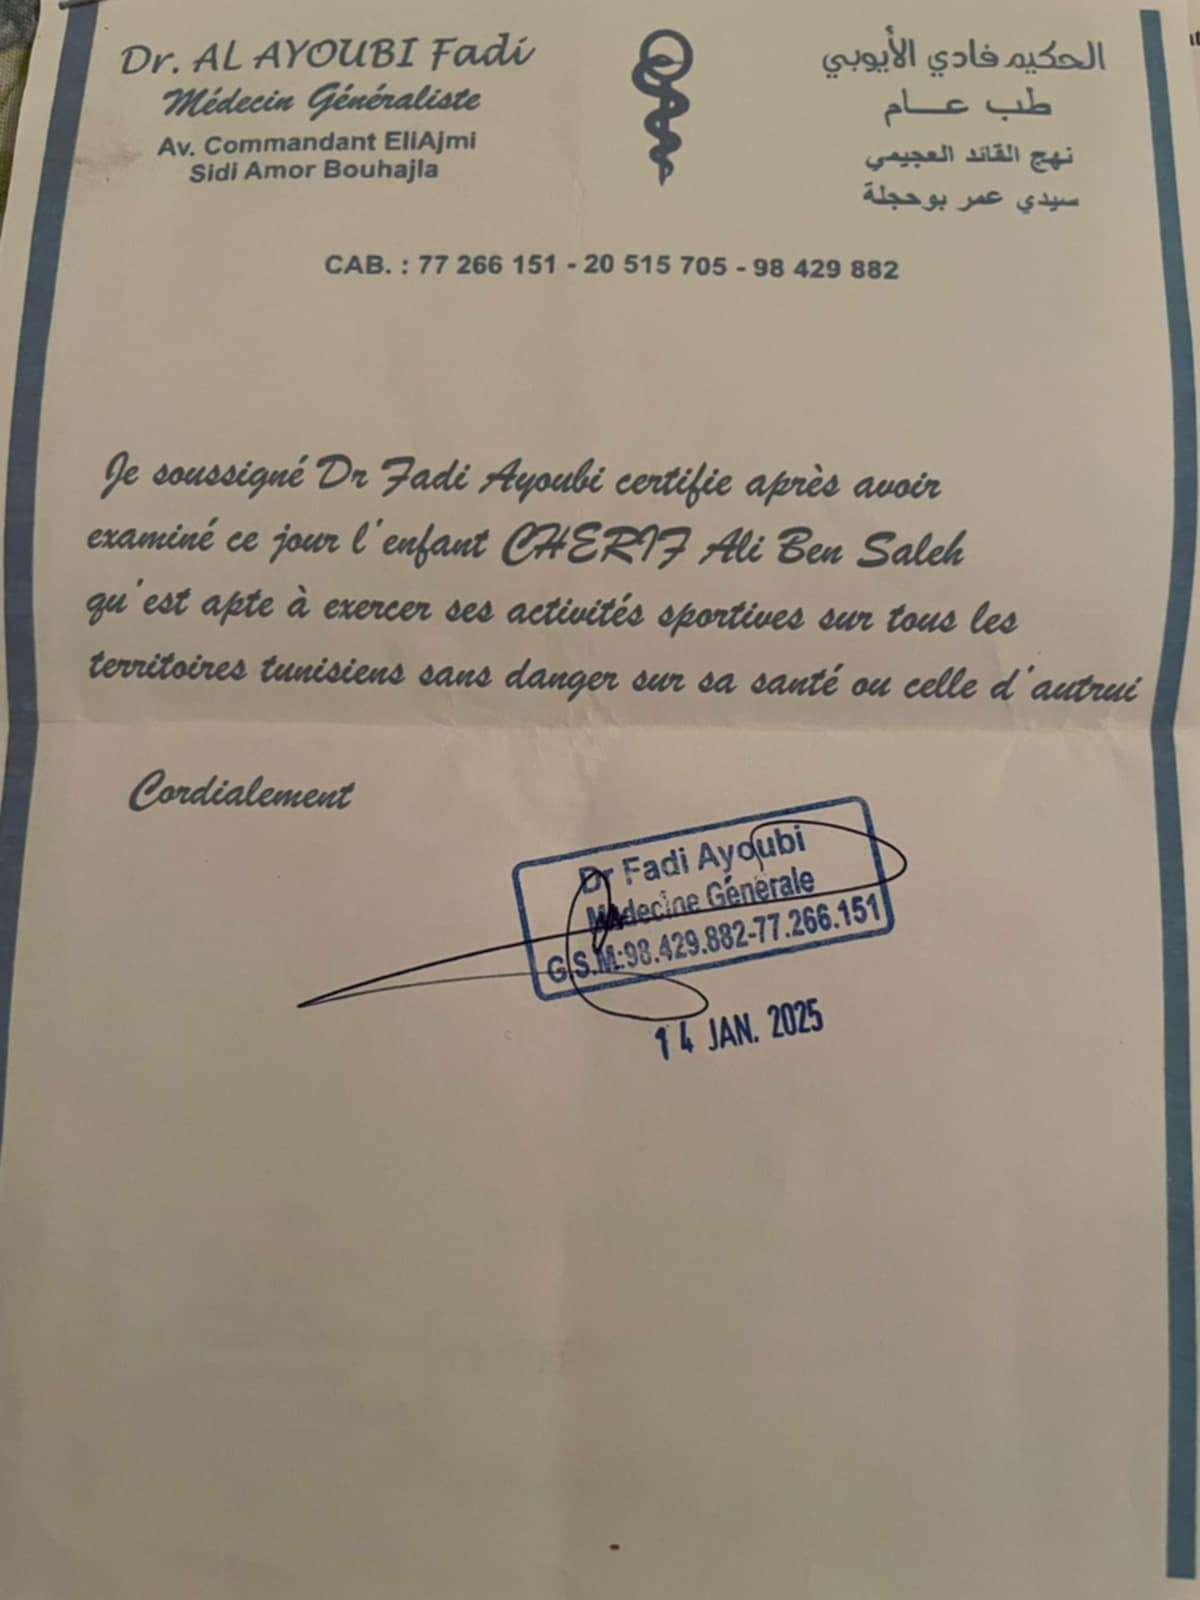 Dr. AL AYOUBI Fadi
Médecin Généraliste
Av. Commandant EliAjmi
Sidi Amor Bouhajla
الحكيم فادي الأيوبي
طب عـــام
نهج القائد العجيمي
سيدي عمر بوحجلة
CAB. : 77 266 151 - 20 515 705 - 98 429 882
Je soussigné Dr Fadi Ayoubi certifie après avoir
examiné ce jour l'enfant CHERIF Ali Ben Saleh
qu'est apte à exercer ses activités sportives sur tous les
territoires tunisiens sans danger sur sa santé ou celle d'autrui
Cordialement
Dr Fadi Ayoubi
Médecine Générale
G.S.M:98.429.882-77.266.151
14 JAN. 2025